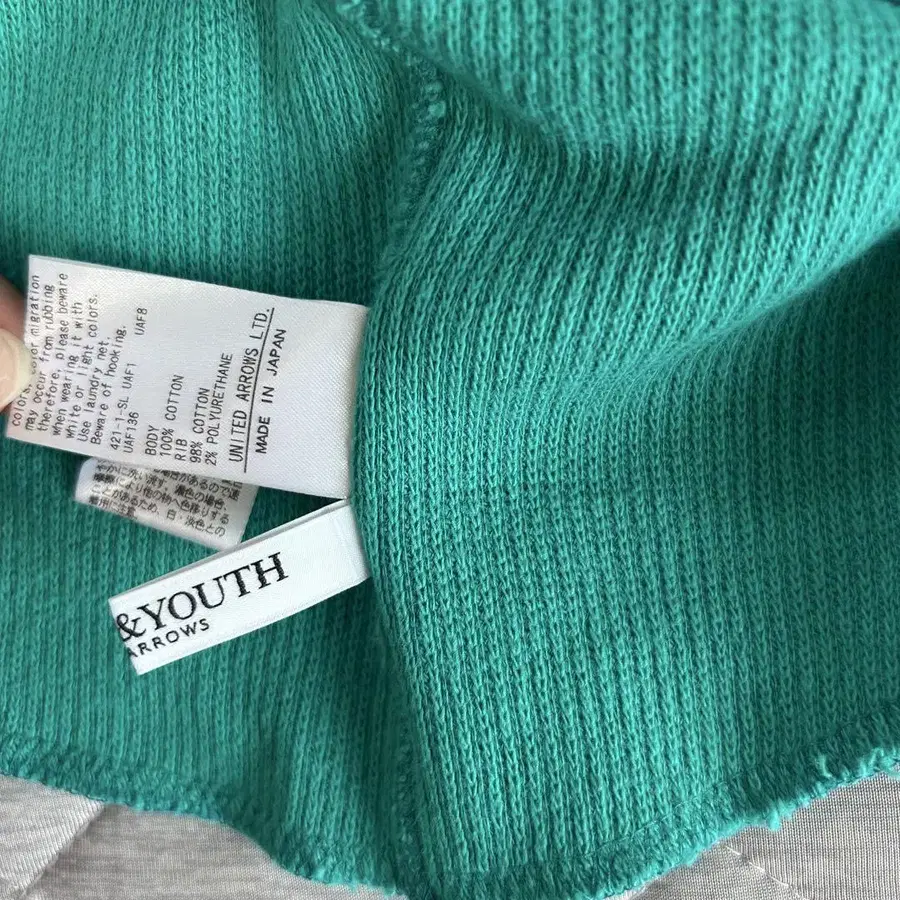 colors, color migration
may occur from rubbing
therefore, please beware
when wearing it with
white or light colors.
Use laundry net.
Beware of hooking.
421-1-SL UAF1 UAF8
UAF136
BODY COTTON
100% COTTON
RIB
98% COTTON
2% POLYURETHANE
UNITED ARROWS LTD.
MADE IN JAPAN
&YOUTH
ARROWS